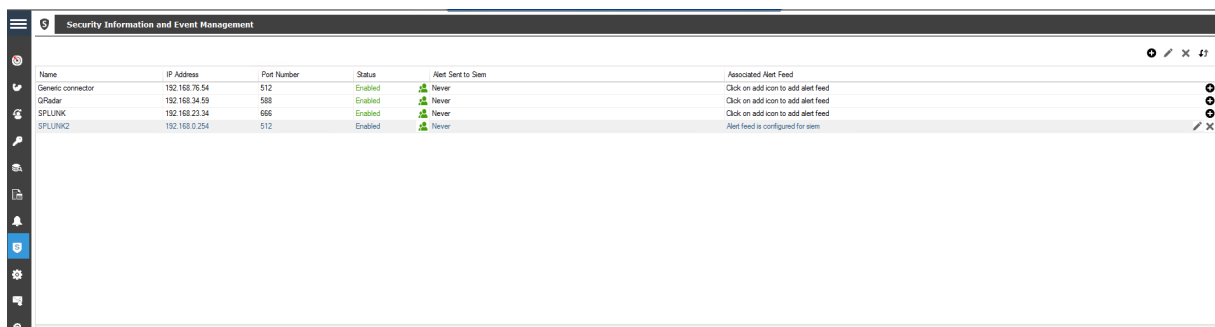 Security Information and Event Management
Name IP Address Port Number Status Alert Sent to Siem Associated Alert Feed
Generic connector 192.168.76.54 512 Enabled Never Click on add icon to add alert feed
QRadar 192.168.34.59 588 Enabled Never Click on add icon to add alert feed
SPLUNK 192.168.23.34 666 Enabled Never Click on add icon to add alert feed
SPLUNK2 192.168.0.254 512 Enabled Never Alert feed is configured for siem